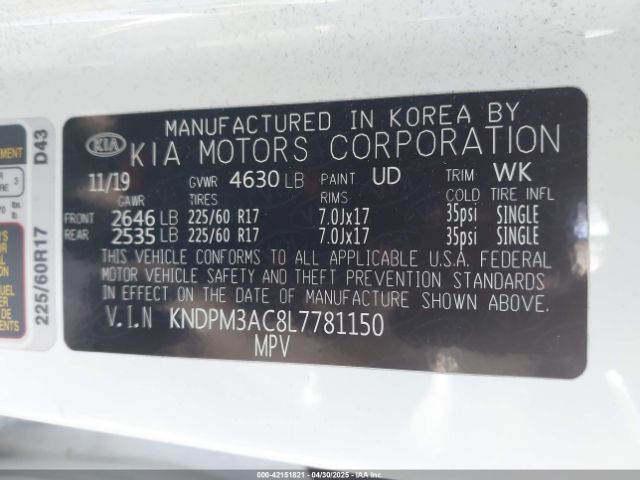 MANUFACTURED IN KOREA BY
KIA KIA MOTORS CORPORATION
11/19 GVWR 4630 LB PAINT UD TRIM WK
GAWR TIRES RIMS COLD TIRE INFL
FRONT 2646 LB 225/60 R17 7.0Jx17 35psi SINGLE
REAR 2535 LB 225/60 R17 7.0Jx17 35psi SINGLE
THIS VEHICLE CONFORMS TO ALL APPLICABLE U.S.A. FEDERAL
MOTOR VEHICLE SAFETY AND THEFT PREVENTION STANDARDS
IN EFFECT ON THE DATE OF MANUFACTURE SHOWN ABOVE.
V.I.N KNDPM3AC8L7781150
MPV
225/60R17 D43
000-42151821 - 04/30/2025 - IAAI.COM